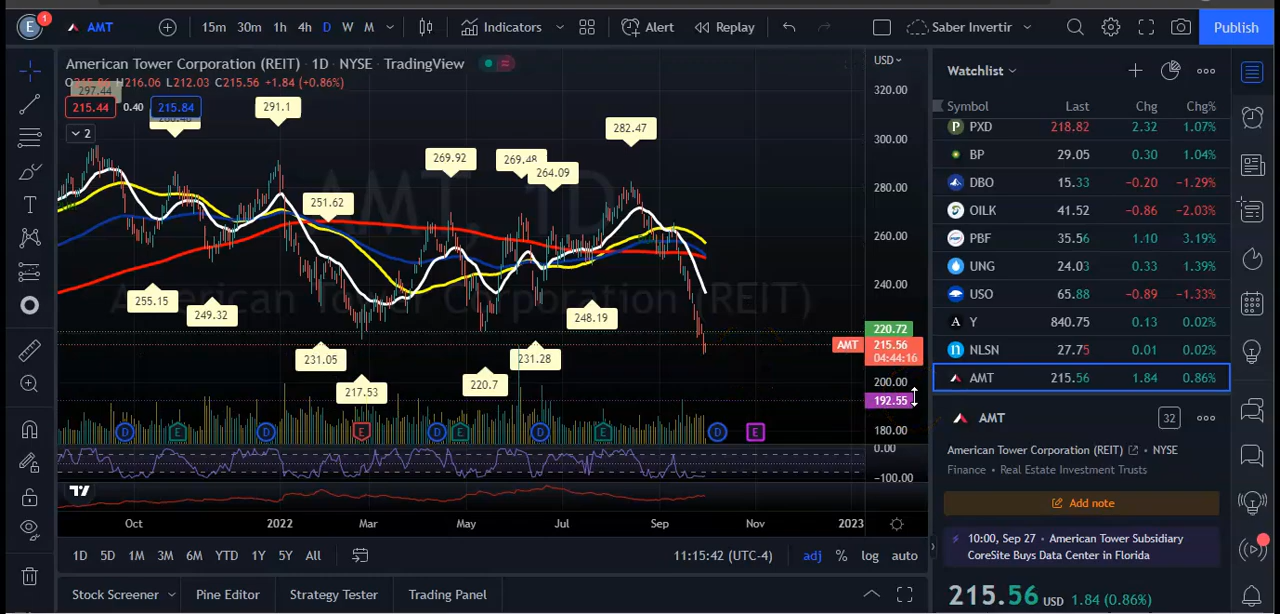 E 1 AMT 15m 30m 1h 4h D W M Indicators Alert Replay Saber Invertir Publish
American Tower Corporation (REIT) · 1D · NYSE · TradingView
O215.86 H216.06 L212.03 C215.56 +1.84 (+0.86%)
297.44
215.44 0.40 215.84
2
291.1
251.62
269.92
269.48
264.09
282.47
255.15
249.32
231.05
217.53
220.7
231.28
248.19
AMT, 1D
American Tower Corporation (REIT)
USD
320.00
300.00
280.00
260.00
240.00
220.72
AMT 215.56
04:44:16
200.00
192.55
180.00
0.00
-100.00
D E D E D E D E D E
Oct 2022 Mar May Jul Sep Nov 2023
1D 5D 1M 3M 6M YTD 1Y 5Y All 11:15:42 (UTC-4) adj % log auto
Stock Screener Pine Editor Strategy Tester Trading Panel
Watchlist
Symbol Last Chg Chg%
PXD 218.82 2.32 1.07%
BP 29.05 0.30 1.04%
DBO 15.33 −0.20 −1.29%
OILK 41.52 −0.86 −2.03%
PBF 35.56 1.10 3.19%
UNG 24.03 0.33 1.39%
USO 65.88 −0.89 −1.33%
A Y 840.75 0.13 0.02%
NLSN 27.75 0.01 0.02%
AMT 215.56 1.84 0.86%
AMT 32
American Tower Corporation (REIT) • NYSE
Finance • Real Estate Investment Trusts
Add note
10:00, Sep 27 • American Tower Subsidiary
CoreSite Buys Data Center in Florida
215.56 USD 1.84 (0.86%)